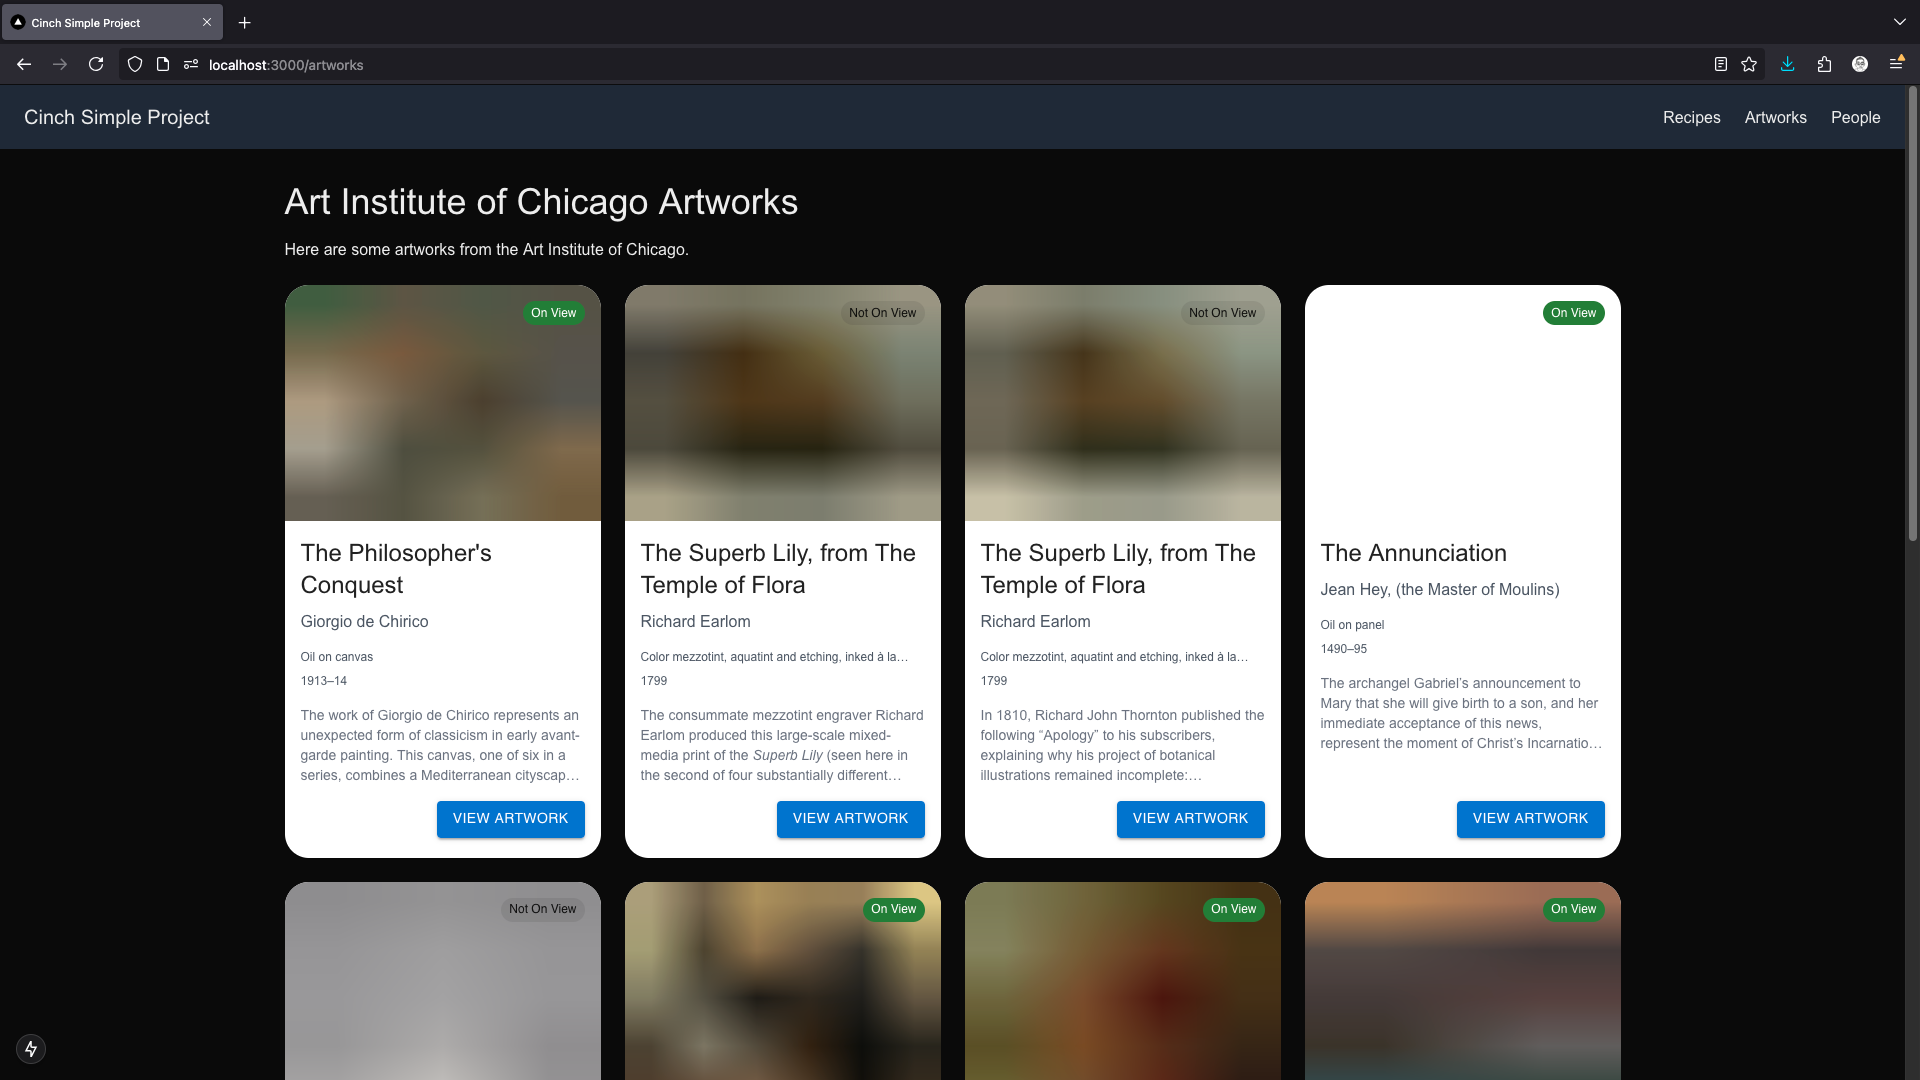 Cinch Simple Project
localhost:3000/artworks
Cinch Simple Project
Recipes Artworks People
Art Institute of Chicago Artworks
Here are some artworks from the Art Institute of Chicago.
On View
The Philosopher's
Conquest
Giorgio de Chirico
Oil on canvas
1913–14
The work of Giorgio de Chirico represents an
unexpected form of classicism in early avant-
garde painting. This canvas, one of six in a
series, combines a Mediterranean cityscap…
VIEW ARTWORK
Not On View
The Superb Lily, from The
Temple of Flora
Richard Earlom
Color mezzotint, aquatint and etching, inked à la…
1799
The consummate mezzotint engraver Richard
Earlom produced this large-scale mixed-
media print of the Superb Lily (seen here in
the second of four substantially different…
VIEW ARTWORK
Not On View
The Superb Lily, from The
Temple of Flora
Richard Earlom
Color mezzotint, aquatint and etching, inked à la…
1799
In 1810, Richard John Thornton published the
following “Apology” to his subscribers,
explaining why his project of botanical
illustrations remained incomplete:…
VIEW ARTWORK
On View
The Annunciation
Jean Hey, (the Master of Moulins)
Oil on panel
1490–95
The archangel Gabriel’s announcement to
Mary that she will give birth to a son, and her
immediate acceptance of this news,
represent the moment of Christ’s Incarnatio…
VIEW ARTWORK
Not On View
On View
On View
On View